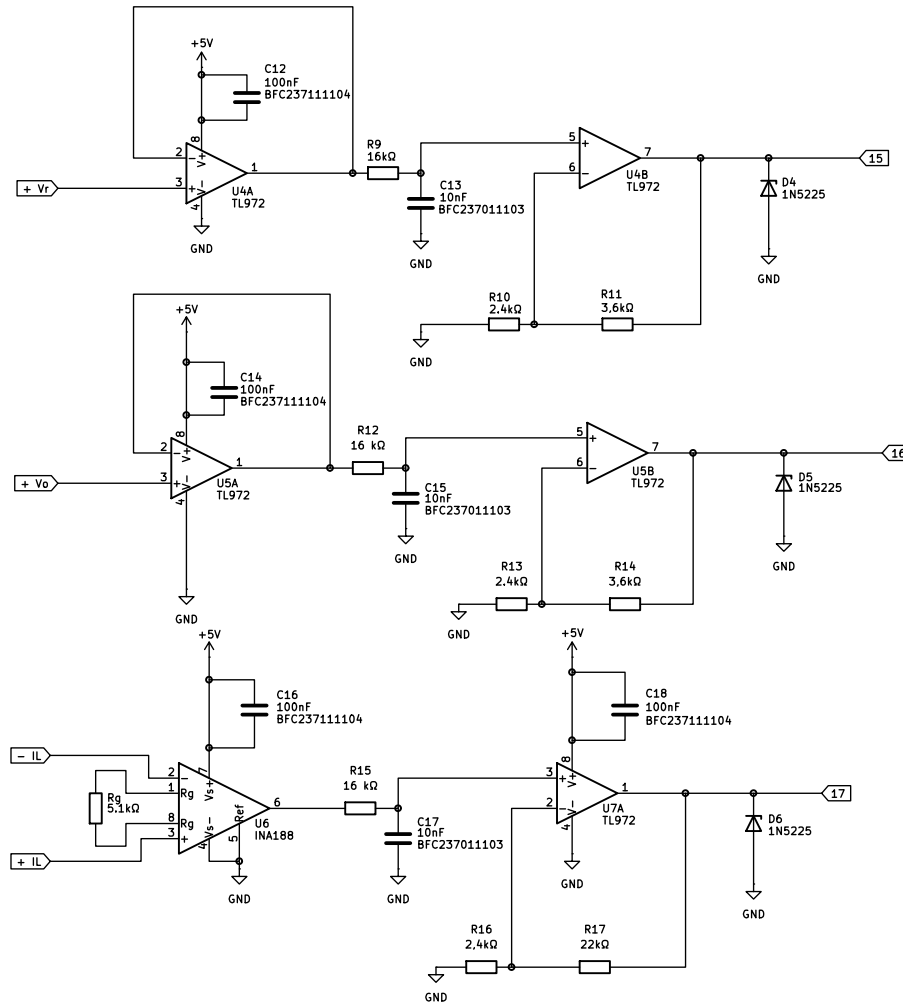 +5V
C12
100nF
BFC237111104
8
V+
2
−
1
3
+
V-
4
U4A
TL972
+ Vr
GND
R9
16kΩ
C13
10nF
BFC237011103
GND
5
+
6
−
7
U4B
TL972
15
D4
1N5225
GND
R10
2.4kΩ
R11
3,6kΩ
GND
+5V
C14
100nF
BFC237111104
8
V+
2
−
1
3
+
V-
4
U5A
TL972
+ Vo
GND
R12
16 kΩ
C15
10nF
BFC237011103
GND
5
+
6
−
7
U5B
TL972
16
D5
1N5225
GND
R13
2.4kΩ
R14
3,6kΩ
GND
+5V
C16
100nF
BFC237111104
− IL
+ IL
Rg
5.1kΩ
7
Vs+
2
−
1
Rg
8
Rg
3
+
4
Vs-
5
Ref
6
U6
INA188
GND
R15
16 kΩ
C17
10nF
BFC237011103
GND
+5V
C18
100nF
BFC237111104
8
V+
3
+
2
−
1
V-
4
U7A
TL972
GND
17
D6
1N5225
GND
R16
2,4kΩ
R17
22kΩ
GND